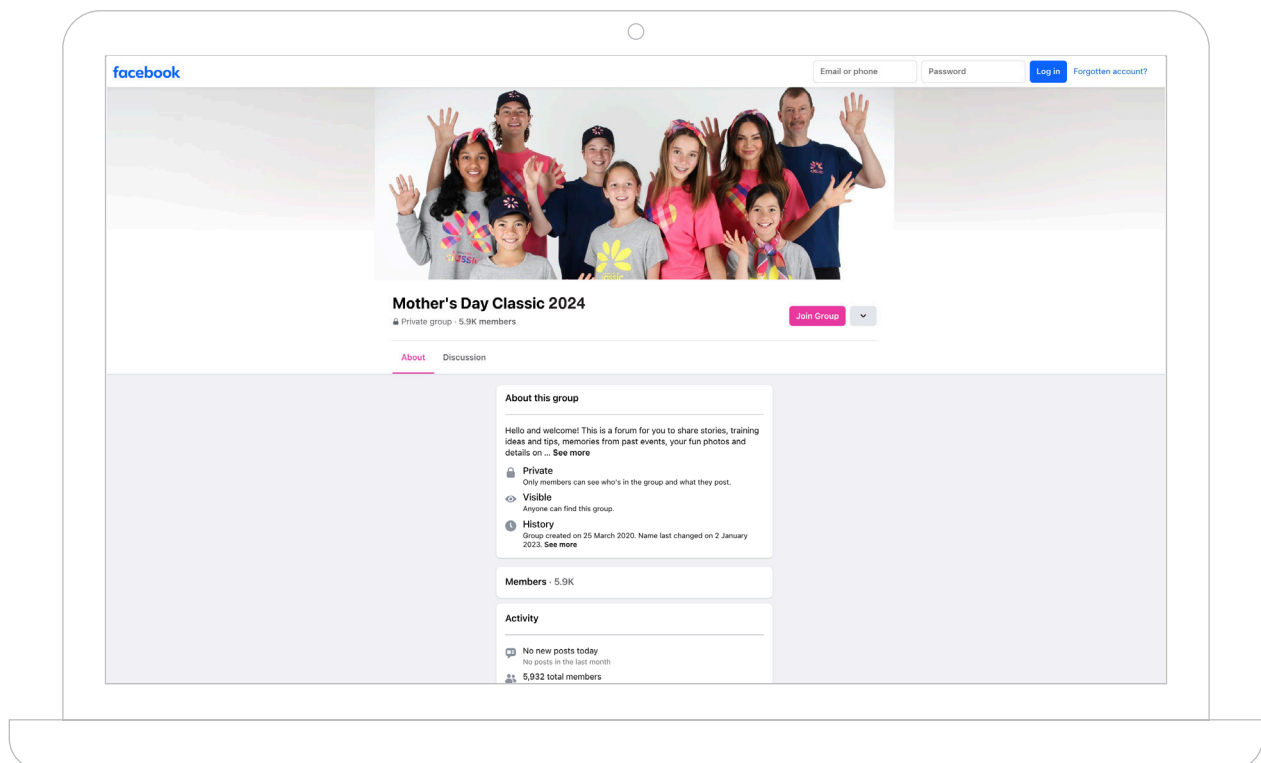 facebook
Email or phone
Password
Log in
Forgotten account?
classic
classic
classic
Mother's Day Classic 2024
Private group · 5.9K members
Join Group
About
Discussion
About this group
Hello and welcome! This is a forum for you to share stories, training
ideas and tips, memories from past events, your fun photos and
details on ... See more
Private
Only members can see who's in the group and what they post.
Visible
Anyone can find this group.
History
Group created on 25 March 2020. Name last changed on 2 January
2023. See more
Members · 5.9K
Activity
No new posts today
No posts in the last month
5,932 total members